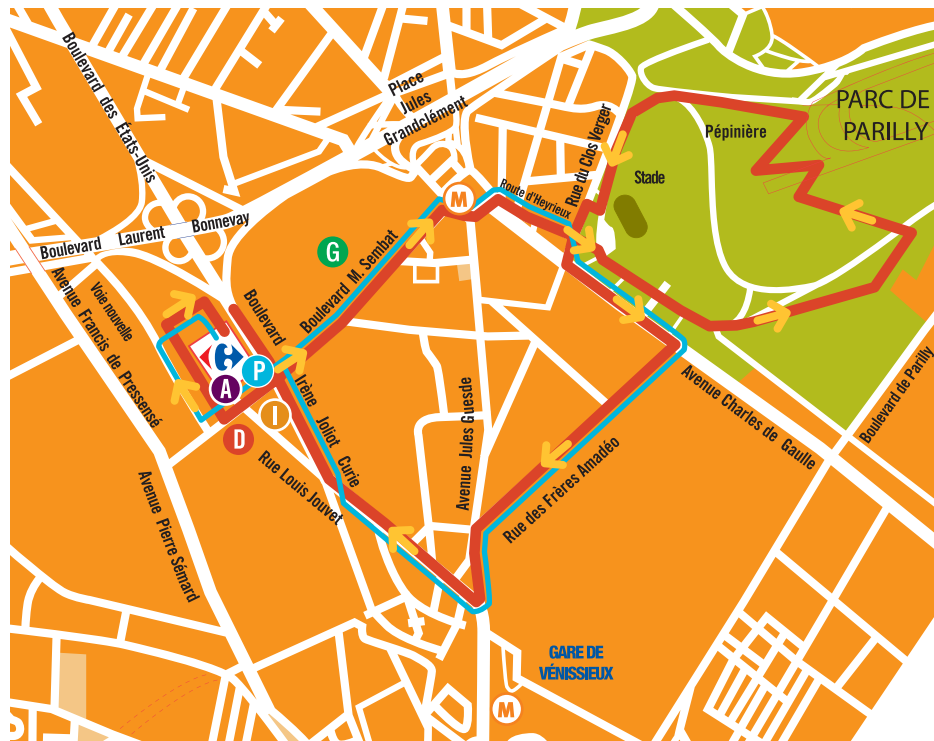 Boulevard des États-Unis
Place
Jules
Grandclément
Rue du Clos Verger
Pépinière
PARC DE
PARILLY
Stade
M
Route d'Heyrieux
Boulevard Laurent Bonnevay
G
Boulevard M. Sembat
Avenue Francis de Pressensé
Voie nouvelle
Boulevard Irène Joliot Curie
P
A
I
D
Rue Louis Jouvet
Avenue Jules Guesde
Avenue Charles de Gaulle
Boulevard de Parilly
Rue des Frères Amadéo
Avenue Pierre Sémard
GARE DE
VÉNISSIEUX
M